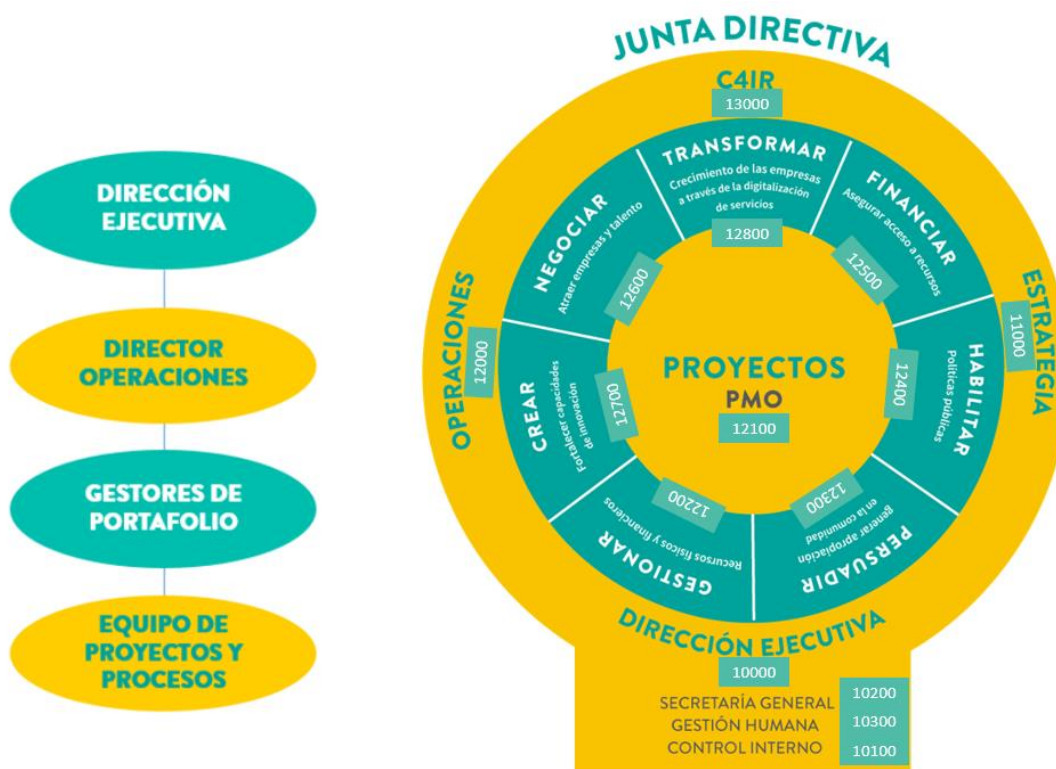 DIRECCIÓN
EJECUTIVA
DIRECTOR
OPERACIONES
GESTORES DE
PORTAFOLIO
EQUIPO DE
PROYECTOS Y
PROCESOS
JUNTA DIRECTIVA
C4IR
13000
TRANSFORMAR
Crecimiento de las empresas
a través de la digitalización
de servicios
12800
FINANCIAR
Asegurar acceso a recursos
12500
ESTRATEGIA
11000
HABILITAR
Políticas públicas
12400
PERSUADIR
generar apropiación
en la comunidad
12300
GESTIONAR
Recursos físicos y financieros
12200
CREAR
Fortalecer capacidades
de innovación
12700
NEGOCIAR
Atraer empresas y talento
12600
OPERACIONES
12000
PROYECTOS
PMO
12100
DIRECCIÓN EJECUTIVA
10000
SECRETARÍA GENERAL 10200
GESTIÓN HUMANA 10300
CONTROL INTERNO 10100